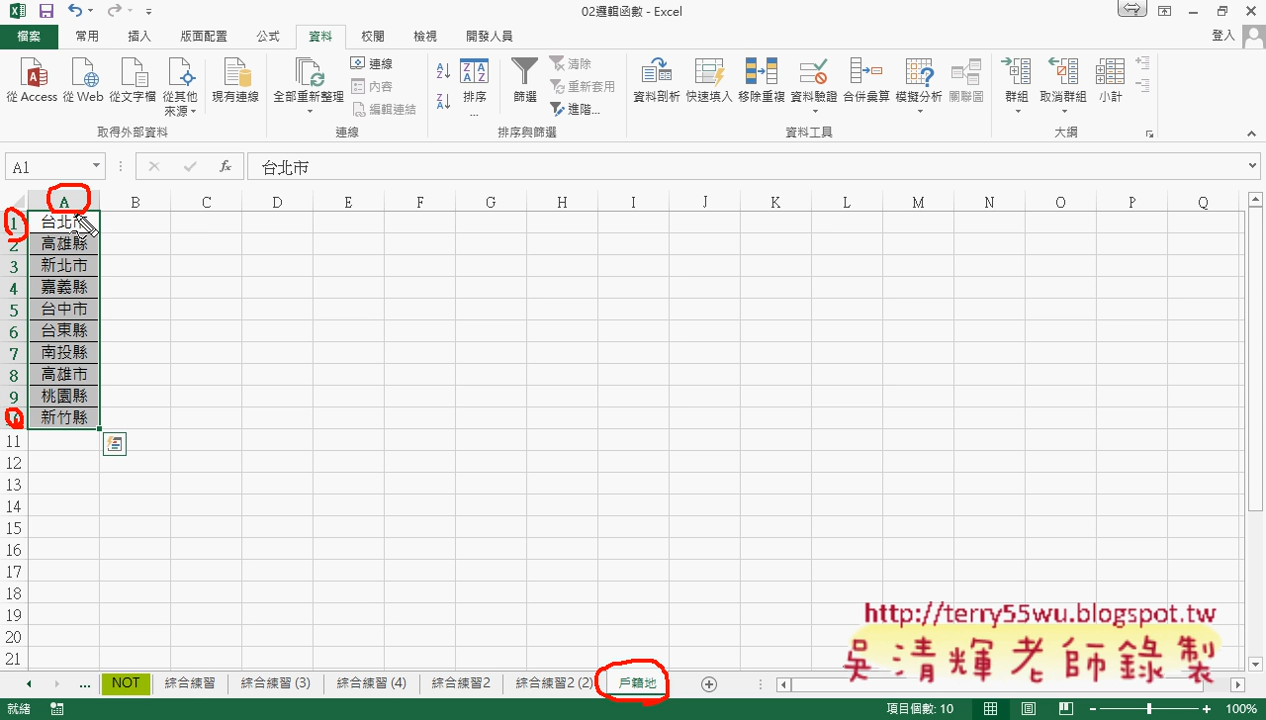 02邏輯函數 - Excel
檔案 常用 插入 版面配置 公式 資料 校閱 檢視 開發人員 登入
從 Access 從 Web 從文字檔 從其他來源 現有連線 全部重新整理 連線 內容 編輯連結 排序... 篩選 清除 重新套用 進階... 資料剖析 快速填入 移除重複 資料驗證 合併彙算 模擬分析 關聯圖 群組 取消群組 小計
取得外部資料 連線 排序與篩選 資料工具 大綱
A1 fx 台北市
A B C D E F G H I J K L M N O P Q
1 台北市
2 高雄縣
3 新北市
4 嘉義縣
5 台中市
6 台東縣
7 南投縣
8 高雄市
9 桃園縣
新竹縣
11
12
13
14
15
16
17
18
19
20
21
http://terry55wu.blogspot.tw
吳清輝老師錄製
... NOT 綜合練習 綜合練習 (3) 綜合練習 (4) 綜合練習2 綜合練習2 (2) 戶籍地
就緒 項目個數: 10 100%